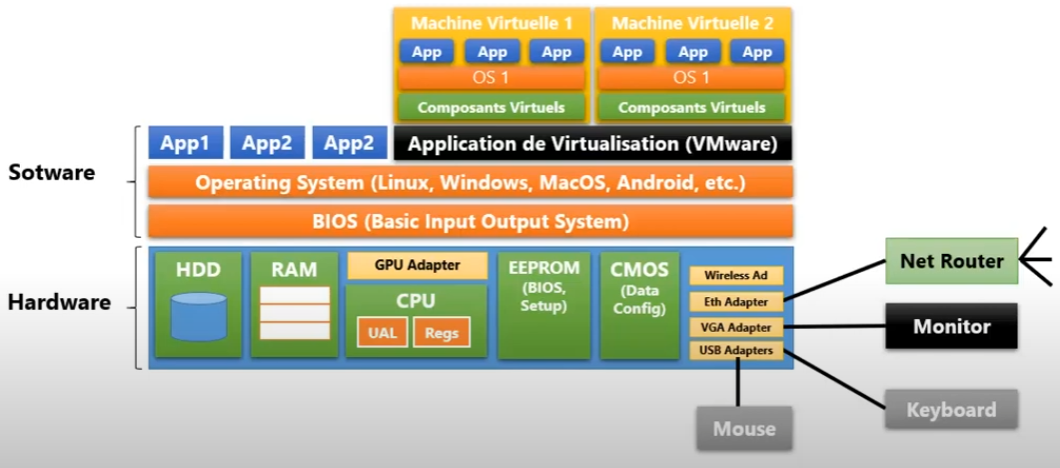 Machine Virtuelle 1
Machine Virtuelle 2
App App App
App App App
OS 1
OS 1
Composants Virtuels
Composants Virtuels
Sotware
App1
App2
App2
Application de Virtualisation (VMware)
Operating System (Linux, Windows, MacOS, Android, etc.)
BIOS (Basic Input Output System)
Hardware
HDD
RAM
GPU Adapter
CPU
UAL
Regs
EEPROM
(BIOS,
Setup)
CMOS
(Data
Config)
Wireless Ad
Eth Adapter
VGA Adapter
USB Adapters
Net Router
Monitor
Keyboard
Mouse